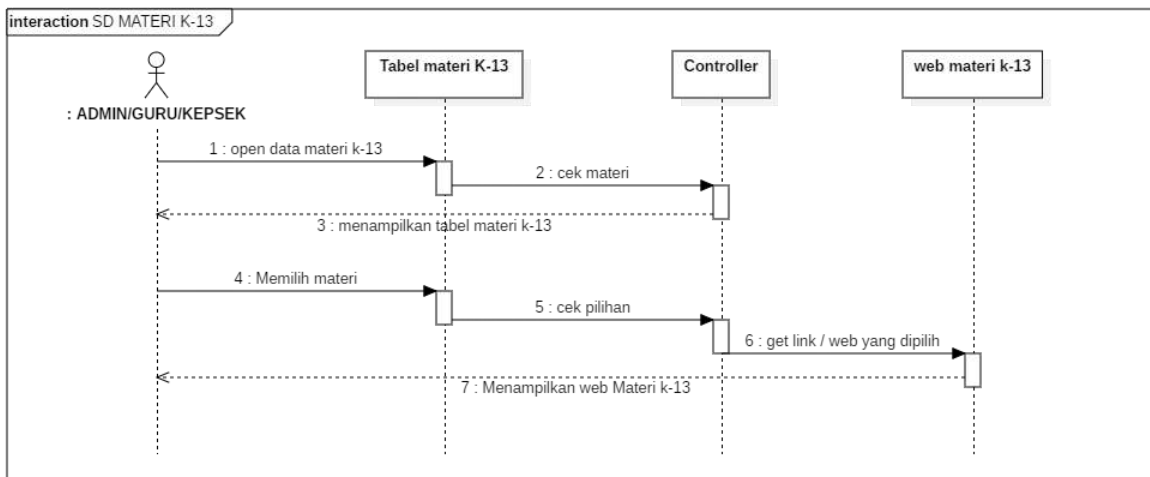 interaction SD MATERI K-13
Tabel materi K-13
Controller
web materi k-13
: ADMIN/GURU/KEPSEK
1 : open data materi k-13
2 : cek materi
3 : menampilkan tabel materi k-13
4 : Memilih materi
5 : cek pilihan
6 : get link / web yang dipilih
7 : Menampilkan web Materi k-13